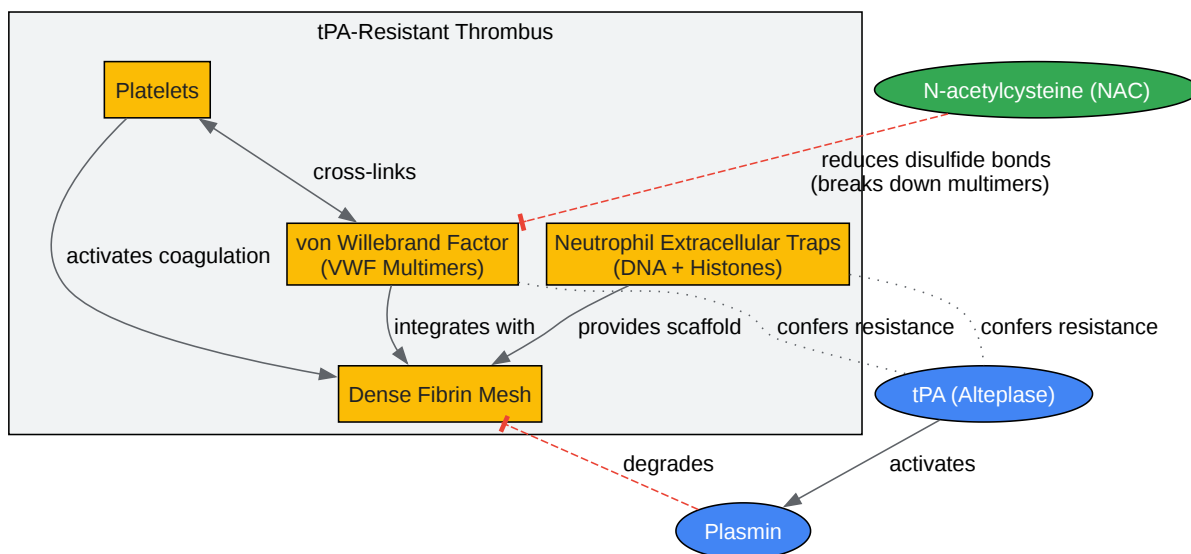 tPA-Resistant Thrombus
Platelets
N-acetylcysteine (NAC)
cross-links
reduces disulfide bonds
(breaks down multimers)
activates coagulation
von Willebrand Factor
(VWF Multimers)
Neutrophil Extracellular Traps
(DNA + Histones)
integrates with
provides scaffold
confers resistance
confers resistance
Dense Fibrin Mesh
tPA (Alteplase)
degrades
activates
Plasmin